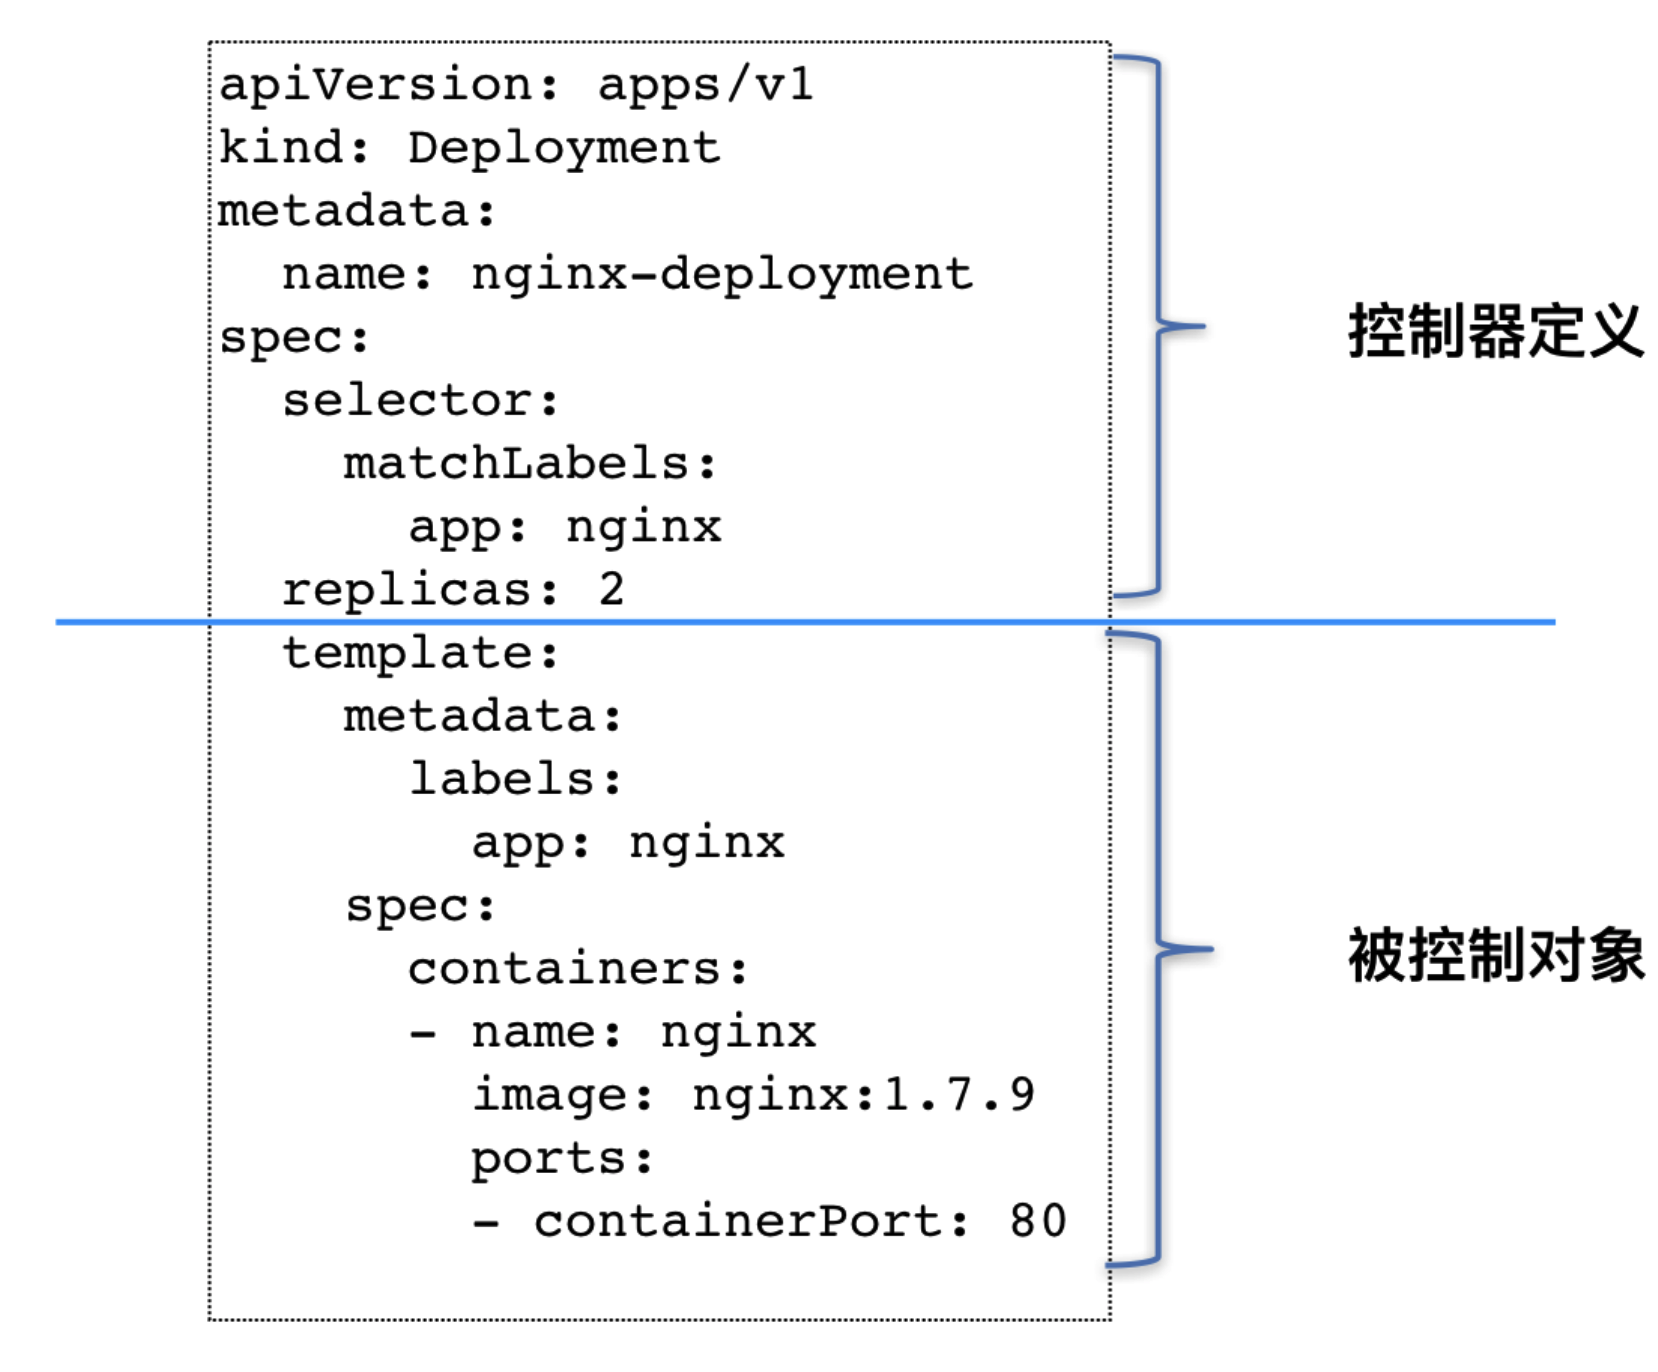 apiVersion: apps/v1
kind: Deployment
metadata:
  name: nginx-deployment
spec:
  selector:
    matchLabels:
      app: nginx
  replicas: 2
控制器定义
  template:
    metadata:
      labels:
        app: nginx
    spec:
      containers:
      - name: nginx
        image: nginx:1.7.9
        ports:
        - containerPort: 80
被控制对象